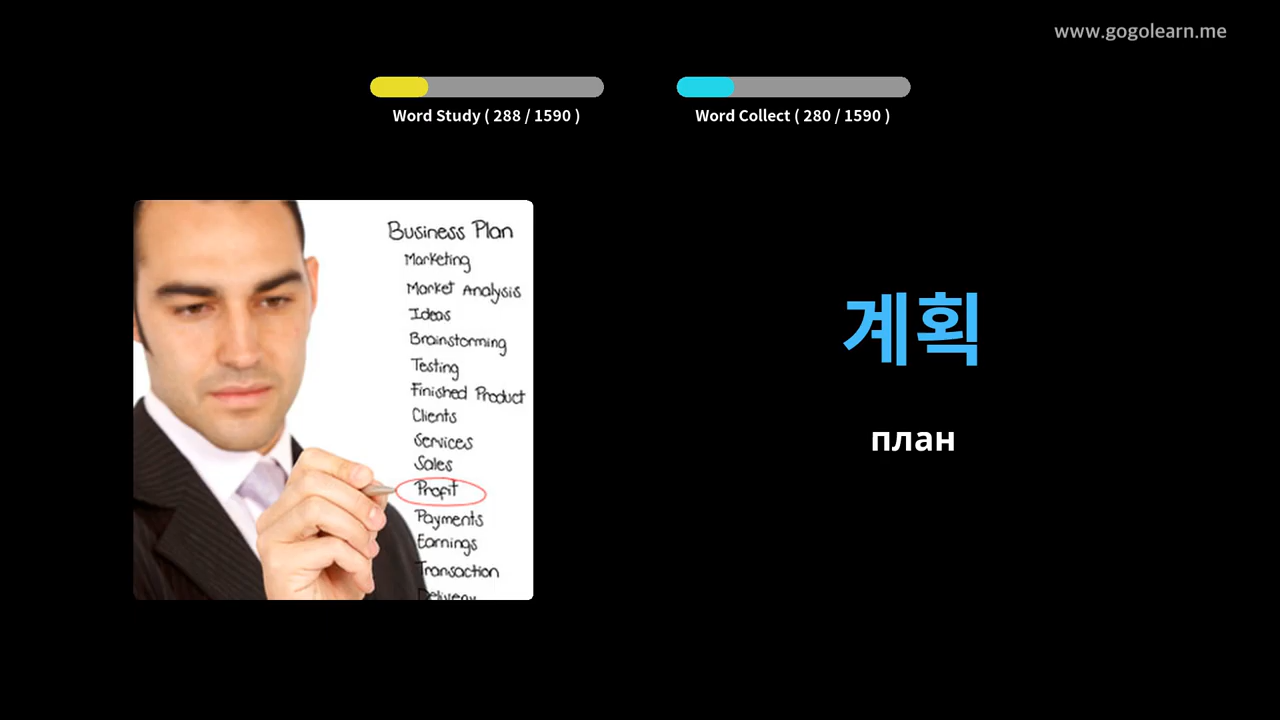 www.gogolearn.me
Word Study ( 288 / 1590 )
Word Collect ( 280 / 1590 )
Business Plan
Marketing
Market Analysis
Ideas
Brainstorming
Testing
Finished Product
Clients
Services
Sales
Profit
Payments
Earnings
Transaction
Delivery
계획
план